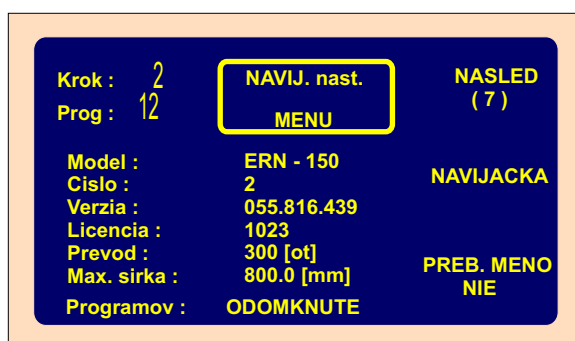 Krok : 2
Prog : 12
NAVIJ. nast.
MENU
NASLED
( 7 )
Model : ERN - 150
Cislo : 2
Verzia : 055.816.439
Licencia : 1023
Prevod : 300 [ot]
Max. sirka : 800.0 [mm]
Programov : ODOMKNUTE
NAVIJACKA
PREB. MENO
NIE